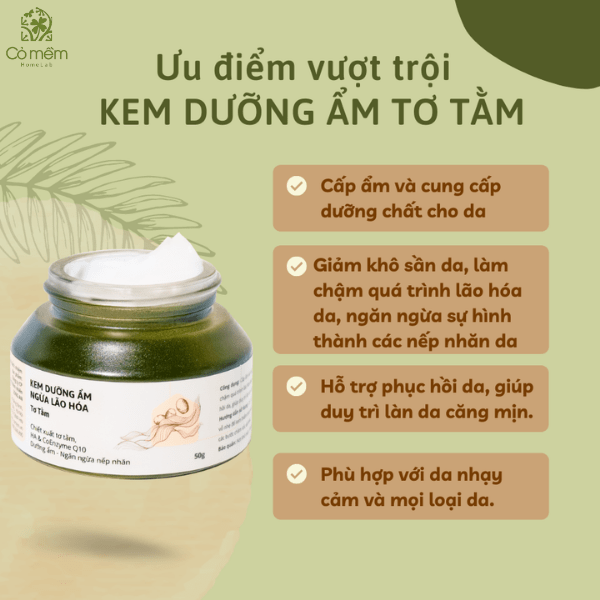 Cỏ mềm
HomeLab
Ưu điểm vượt trội
KEM DƯỠNG ẨM TƠ TẰM
Cấp ẩm và cung cấp
dưỡng chất cho da
Giảm khô sần da, làm
chậm quá trình lão hóa
da, ngăn ngừa sự hình
thành các nếp nhăn da
Hỗ trợ phục hồi da, giúp
duy trì làn da căng mịn.
Phù hợp với da nhạy
cảm và mọi loại da.
KEM DƯỠNG ẨM
NGỪA LÃO HÓA
Tơ Tằm
Chiết xuất tơ tằm,
HA & CoEnzyme Q10
Dưỡng ẩm - Ngăn ngừa nếp nhăn
50g